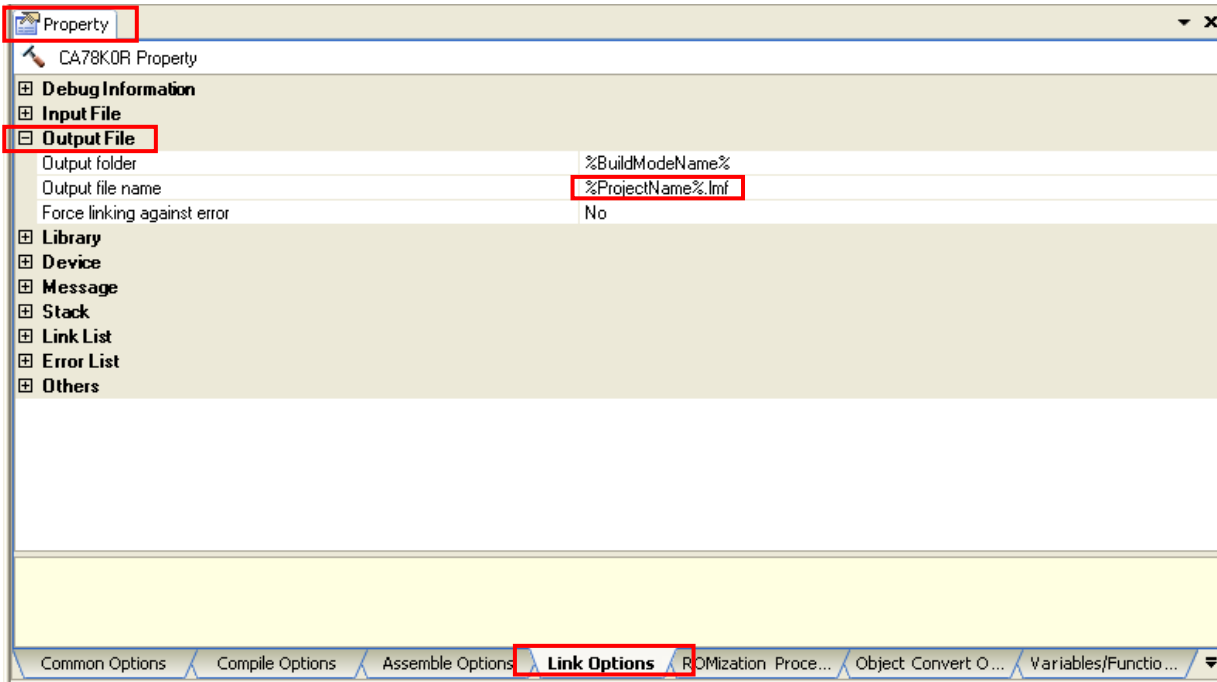 Property
CA78K0R Property
Debug Information
Input File
Output File
Output folder %BuildModeName%
Output file name %ProjectName%.lmf
Force linking against error No
Library
Device
Message
Stack
Link List
Error List
Others
Common Options Compile Options Assemble Options Link Options ROMization Proce... Object Convert O... Variables/Functio...